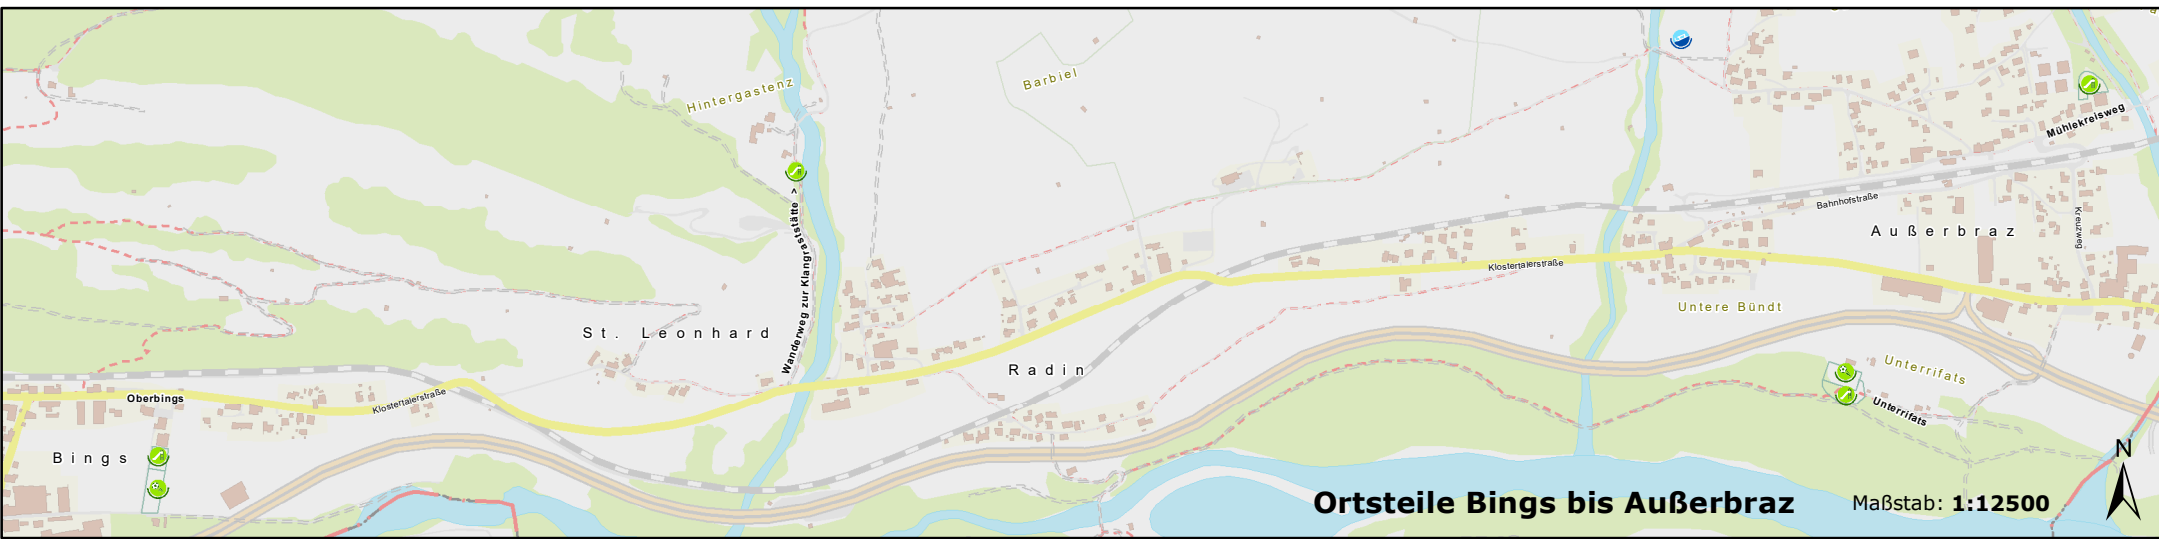 Hintergastenz
Barbiel
Mühlekreisweg
Wanderweg zur Klangraststätte >
Bahnhofstraße
Kreuzweg
Außerbraz
Klostertalerstraße
Untere Bündt
St. Leonhard
Radin
Unterrifats
Oberbings
Klostertalerstraße
Unterrifats
Bings
N
Ortsteile Bings bis Außerbraz
Maßstab: 1:12500